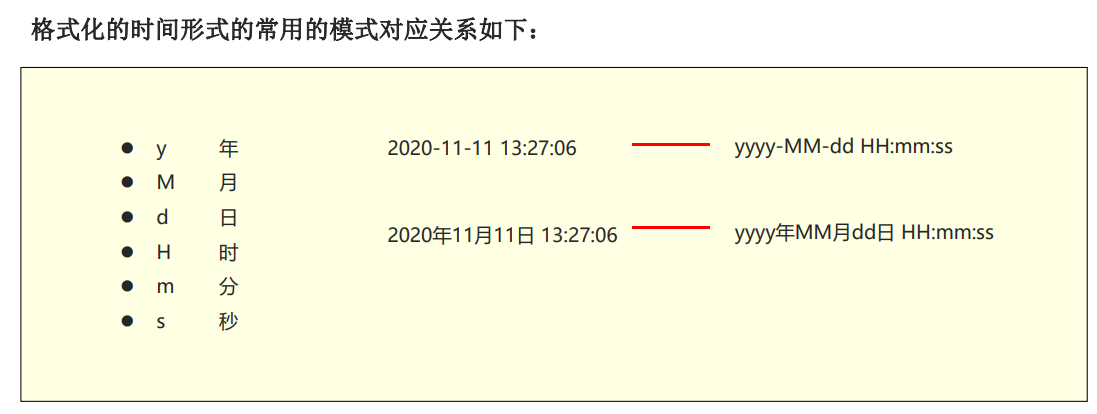 格式化的时间形式的常用的模式对应关系如下：
● y 年
● M 月
● d 日
● H 时
● m 分
● s 秒
2020-11-11 13:27:06 yyyy-MM-dd HH:mm:ss
2020年11月11日 13:27:06 yyyy年MM月dd日 HH:mm:ss